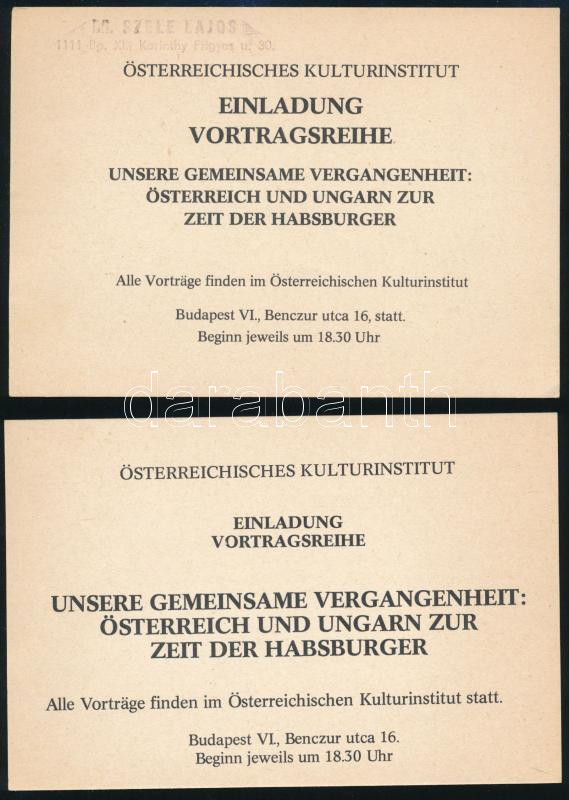 SZELE LAJOS
1111 Bp. XI., Karinthy Frigyes u. 30.
ÖSTERREICHISCHES KULTURINSTITUT
EINLADUNG
VORTRAGSREIHE
UNSERE GEMEINSAME VERGANGENHEIT:
ÖSTERREICH UND UNGARN ZUR
ZEIT DER HABSBURGER
Alle Vorträge finden im Österreichischen Kulturinstitut
Budapest VI., Benczur utca 16, statt.
Beginn jeweils um 18.30 Uhr
darabanth
ÖSTERREICHISCHES KULTURINSTITUT
EINLADUNG
VORTRAGSREIHE
UNSERE GEMEINSAME VERGANGENHEIT:
ÖSTERREICH UND UNGARN ZUR
ZEIT DER HABSBURGER
Alle Vorträge finden im Österreichischen Kulturinstitut statt.
Budapest VI., Benczur utca 16.
Beginn jeweils um 18.30 Uhr